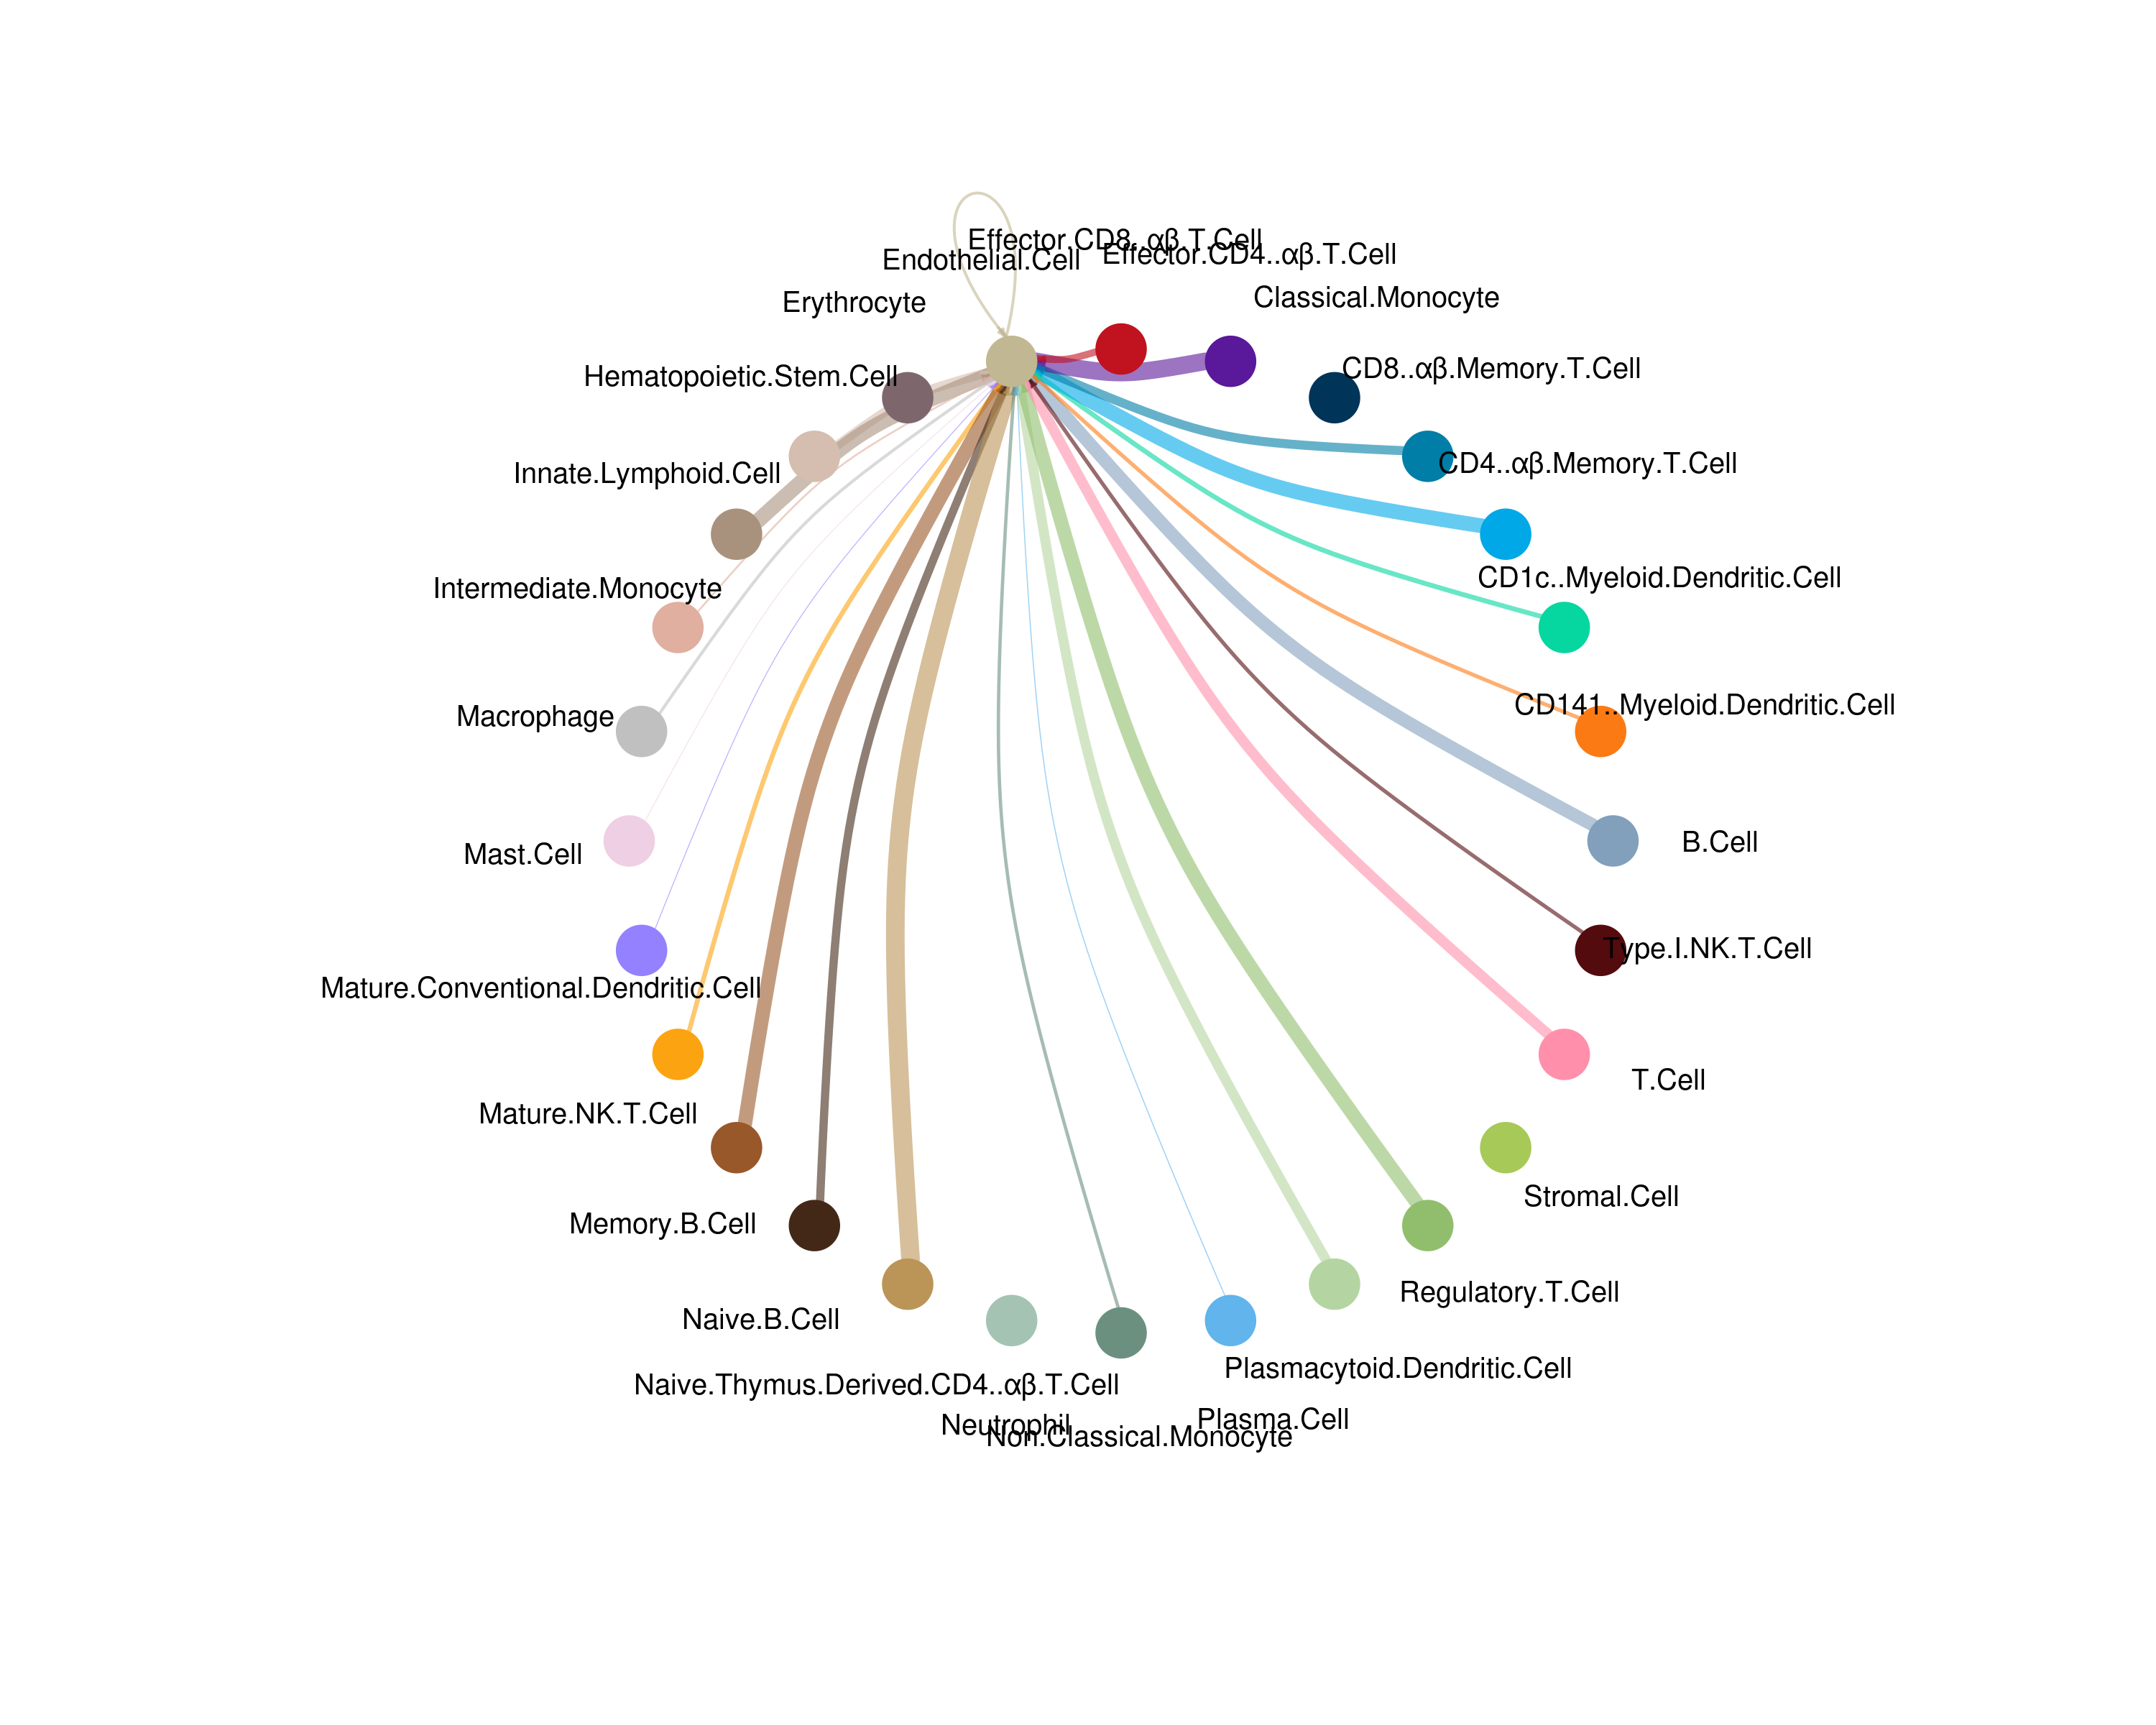 Effector.CD8..αβ.T.Cell
Effector.CD4..αβ.T.Cell
Endothelial.Cell
Classical.Monocyte
Erythrocyte
CD8..αβ.Memory.T.Cell
Hematopoietic.Stem.Cell
CD4..αβ.Memory.T.Cell
Innate.Lymphoid.Cell
CD1c..Myeloid.Dendritic.Cell
Intermediate.Monocyte
CD141..Myeloid.Dendritic.Cell
Macrophage
B.Cell
Mast.Cell
Type.I.NK.T.Cell
Mature.Conventional.Dendritic.Cell
T.Cell
Mature.NK.T.Cell
Stromal.Cell
Memory.B.Cell
Regulatory.T.Cell
Naive.B.Cell
Plasmacytoid.Dendritic.Cell
Naive.Thymus.Derived.CD4..αβ.T.Cell
Plasma.Cell
Neutrophil
Non.Classical.Monocyte